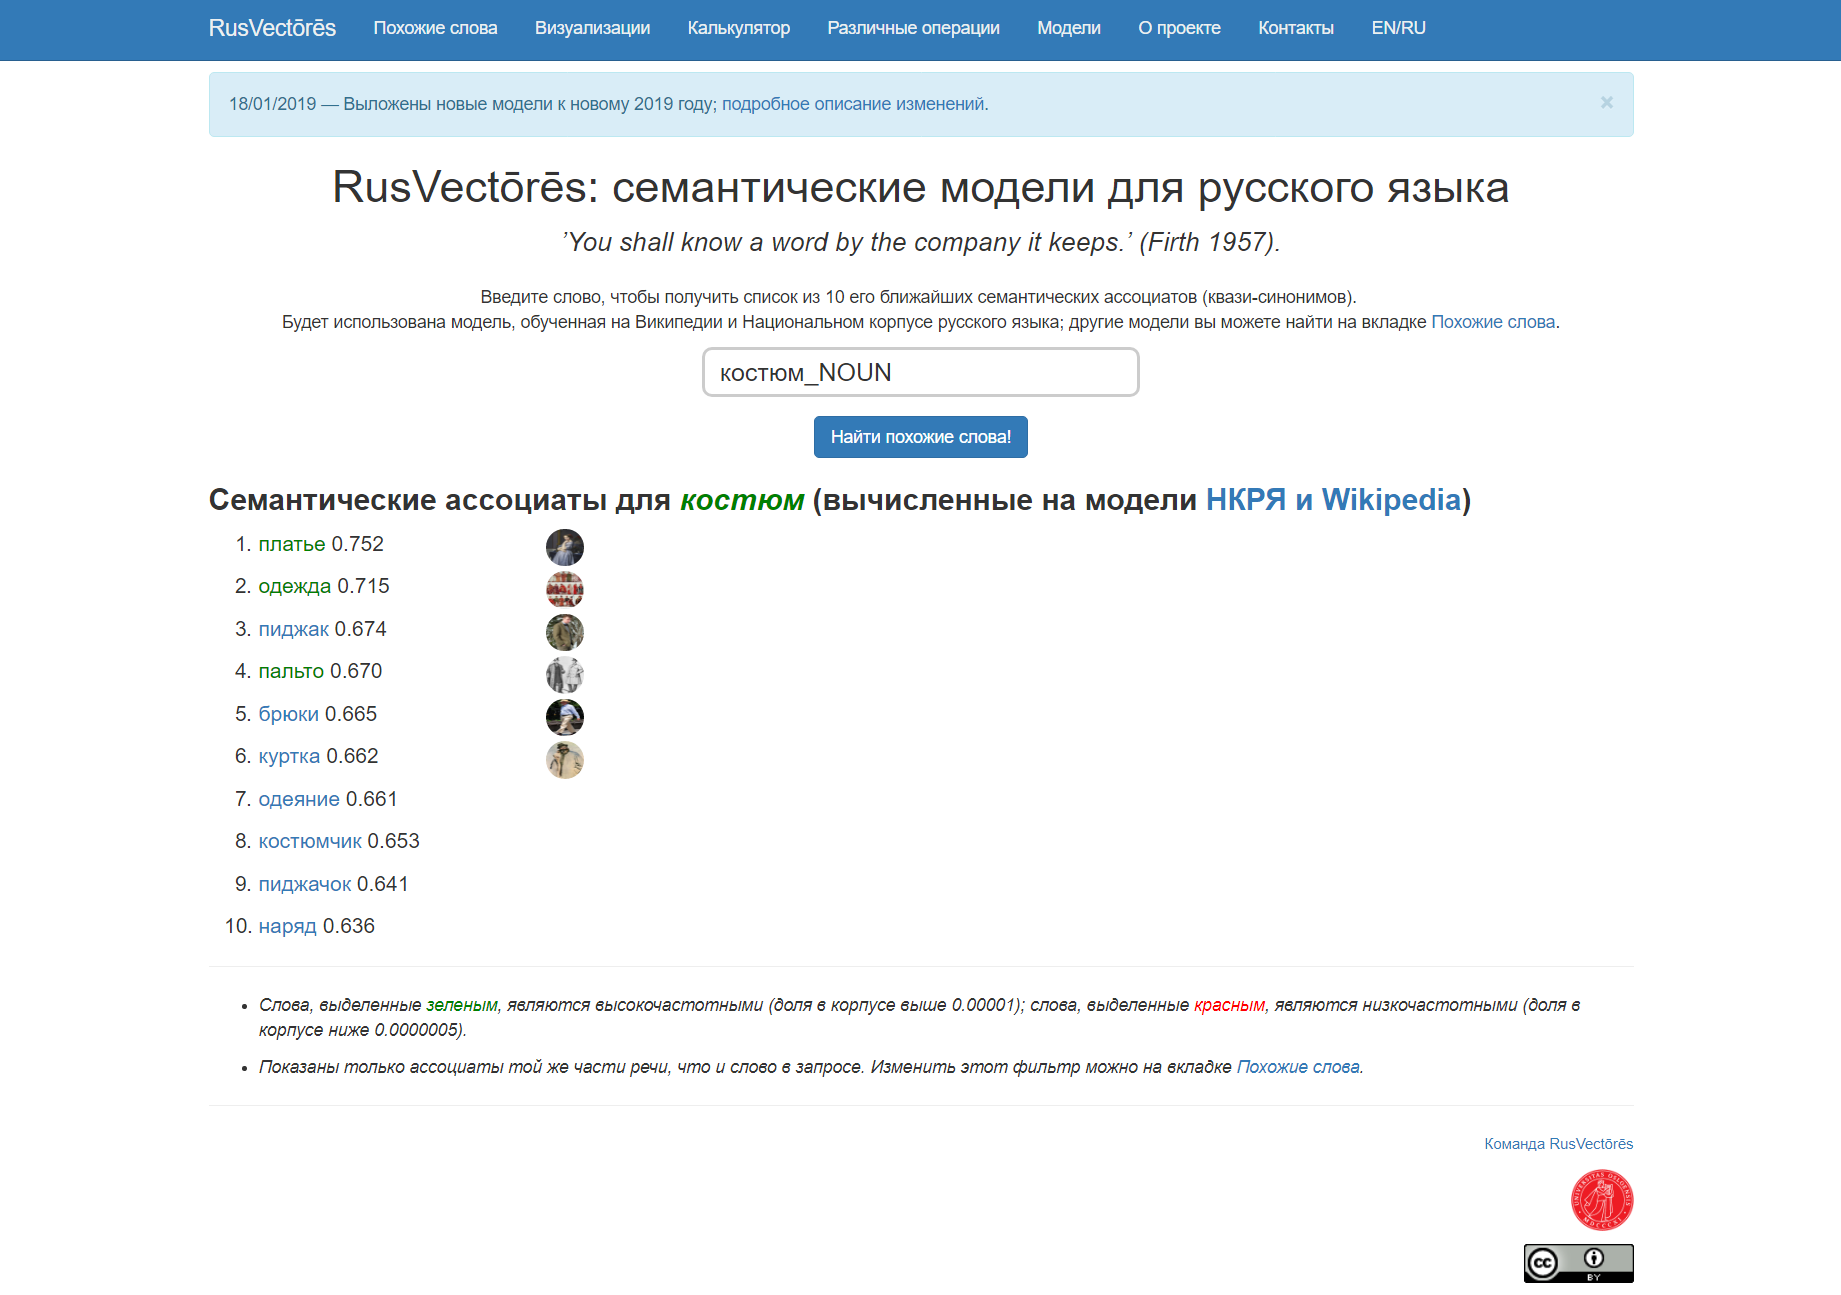 RusVectōrēs Похожие слова Визуализации Калькулятор Различные операции Модели О проекте Контакты EN/RU
18/01/2019 — Выложены новые модели к новому 2019 году; подробное описание изменений. ×
RusVectōrēs: семантические модели для русского языка
’You shall know a word by the company it keeps.’ (Firth 1957).
Введите слово, чтобы получить список из 10 его ближайших семантических ассоциатов (квази-синонимов).
Будет использована модель, обученная на Википедии и Национальном корпусе русского языка; другие модели вы можете найти на вкладке Похожие слова.
костюм_NOUN
Найти похожие слова!
Семантические ассоциаты для костюм (вычисленные на модели НКРЯ и Wikipedia)
1. платье 0.752
2. одежда 0.715
3. пиджак 0.674
4. пальто 0.670
5. брюки 0.665
6. куртка 0.662
7. одеяние 0.661
8. костюмчик 0.653
9. пиджачок 0.641
10. наряд 0.636
• Слова, выделенные зеленым, являются высокочастотными (доля в корпусе выше 0.00001); слова, выделенные красным, являются низкочастотными (доля в
корпусе ниже 0.0000005).
• Показаны только ассоциаты той же части речи, что и слово в запросе. Изменить этот фильтр можно на вкладке Похожие слова.
Команда RusVectōrēs
UNIVERSITAS OSLOENSIS
MDCCCXI
cc
BY